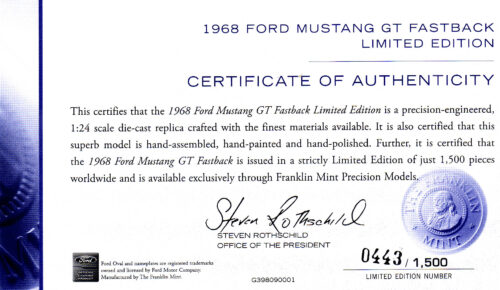 1968 FORD MUSTANG GT FASTBACK
LIMITED EDITION
CERTIFICATE OF AUTHENTICITY
This certifies that the 1968 Ford Mustang GT Fastback Limited Edition is a precision-engineered,
1:24 scale die-cast replica crafted with the finest materials available. It is also certified that this
superb model is hand-assembled, hand-painted and hand-polished. Further, it is certified that
the 1968 Ford Mustang GT Fastback is issued in a strictly Limited Edition of just 1,500 pieces
worldwide and is available exclusively through Franklin Mint Precision Models.
Steven Rothschild
STEVEN ROTHSCHILD
OFFICE OF THE PRESIDENT
THE FRANKLIN
MINT
0443/1,500
LIMITED EDITION NUMBER
Ford
Ford Oval and nameplates are registered trademarks
owned and licensed by Ford Motor Company.
Manufactured by The Franklin Mint.
G398090001